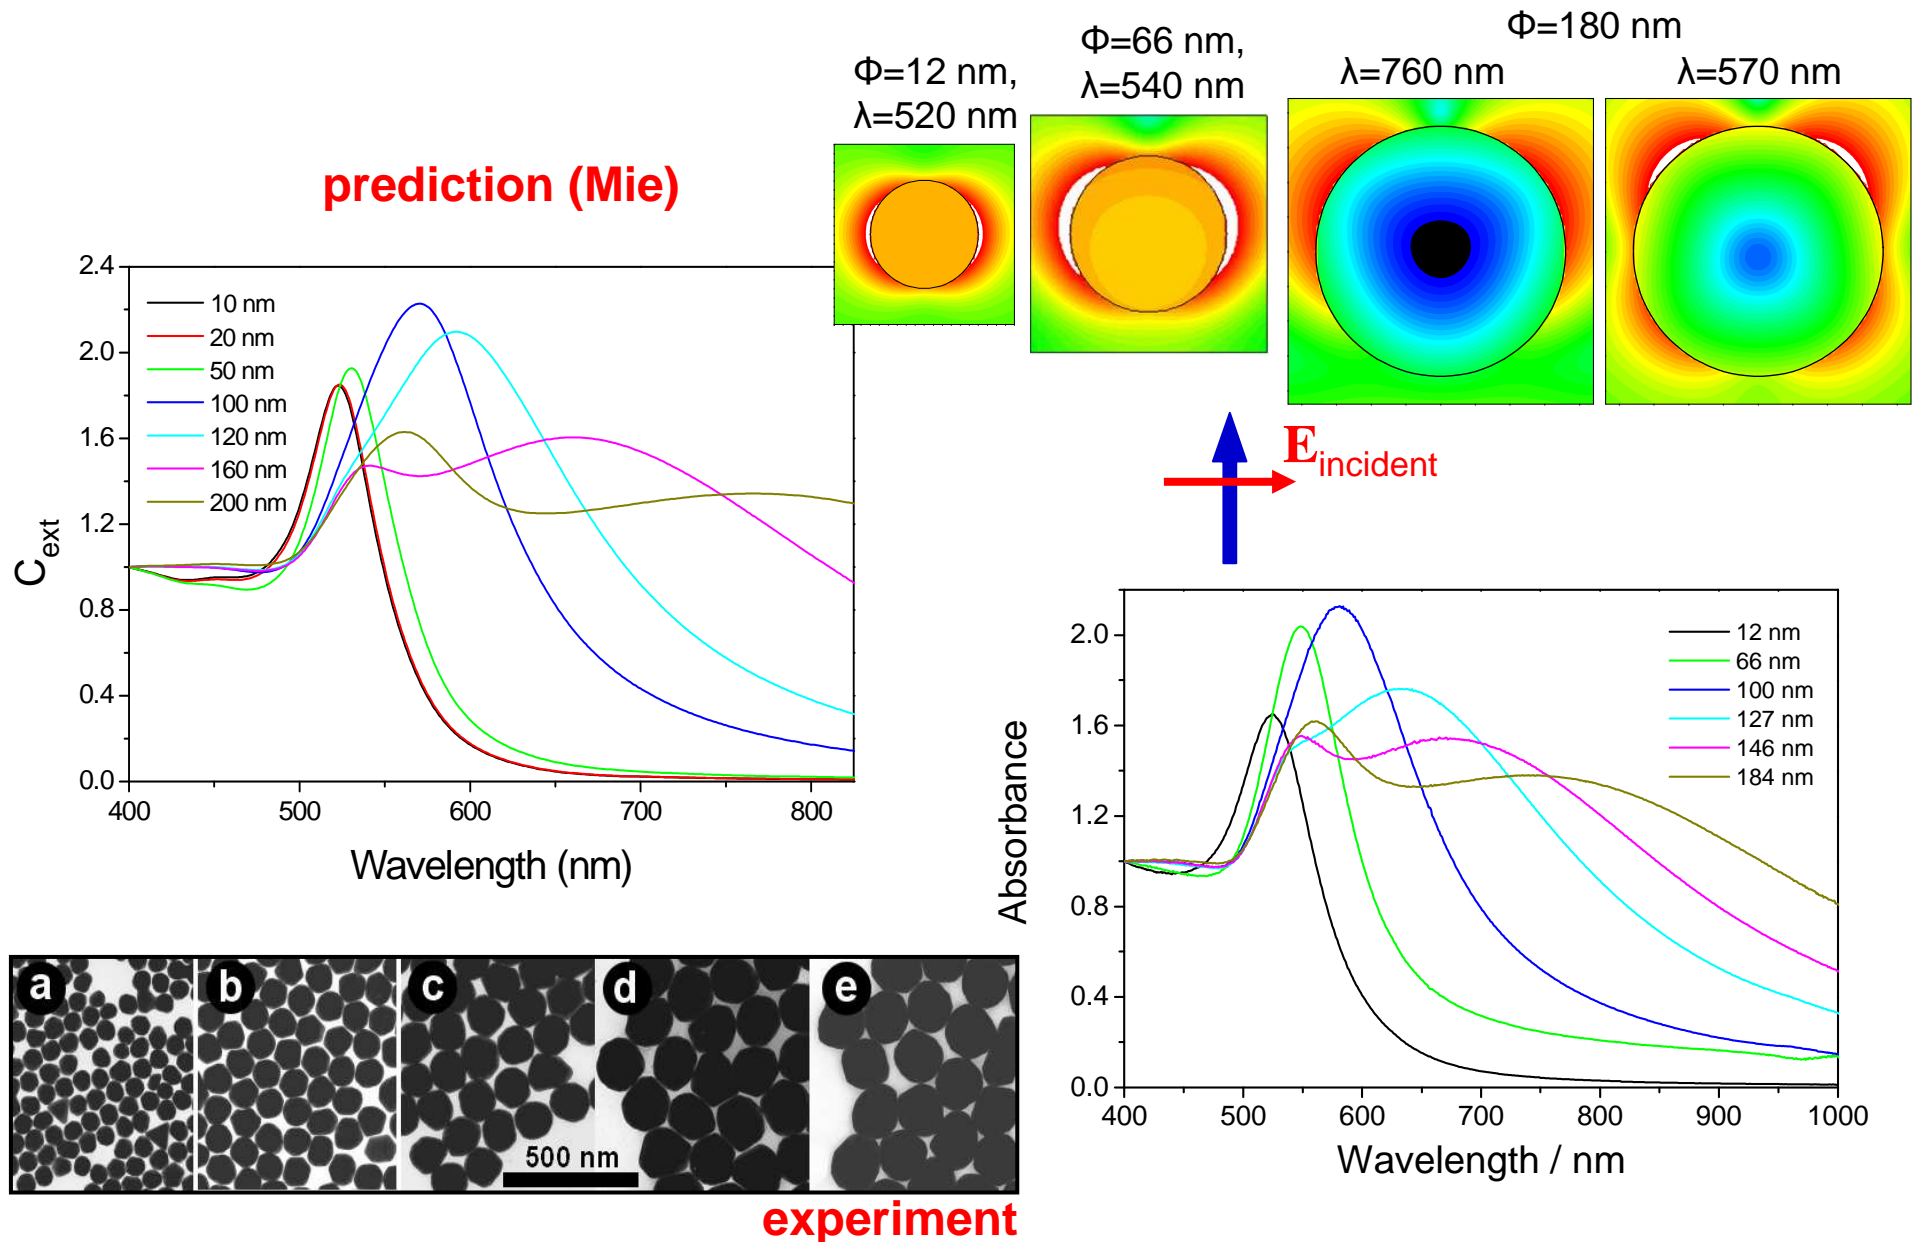 Φ=180 nm
Φ=66 nm,
λ=540 nm
Φ=12 nm,
λ=520 nm
λ=760 nm
λ=570 nm
prediction (Mie)
2.4
2.0
1.6
1.2
0.8
0.4
0.0
10 nm
20 nm
50 nm
100 nm
120 nm
160 nm
200 nm
C_ext
400
500
600
700
800
Wavelength (nm)
E incident
2.0
1.6
1.2
0.8
0.4
0.0
12 nm
66 nm
100 nm
127 nm
146 nm
184 nm
Absorbance
400
500
600
700
800
900
1000
Wavelength / nm
a
b
c
d
e
500 nm
experiment